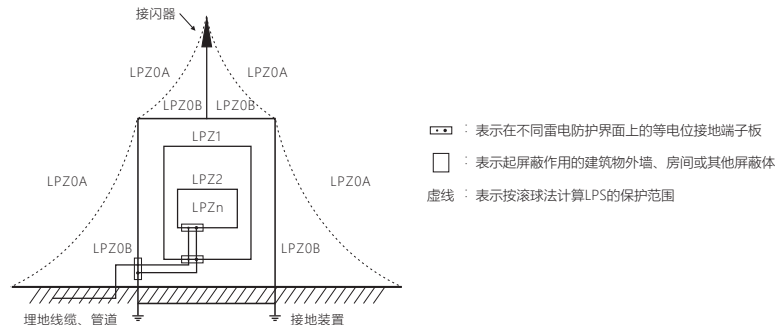 接闪器
LPZ0A LPZ0A
LPZ0B LPZ0B
LPZ1
LPZ0A LPZ2 LPZ0A
LPZn
LPZ0B LPZ0B
埋地线缆、管道 接地装置
：表示在不同雷电防护界面上的等电位接地端子板
：表示起屏蔽作用的建筑物外墙、房间或其他屏蔽体
虚线：表示按滚球法计算LPS的保护范围